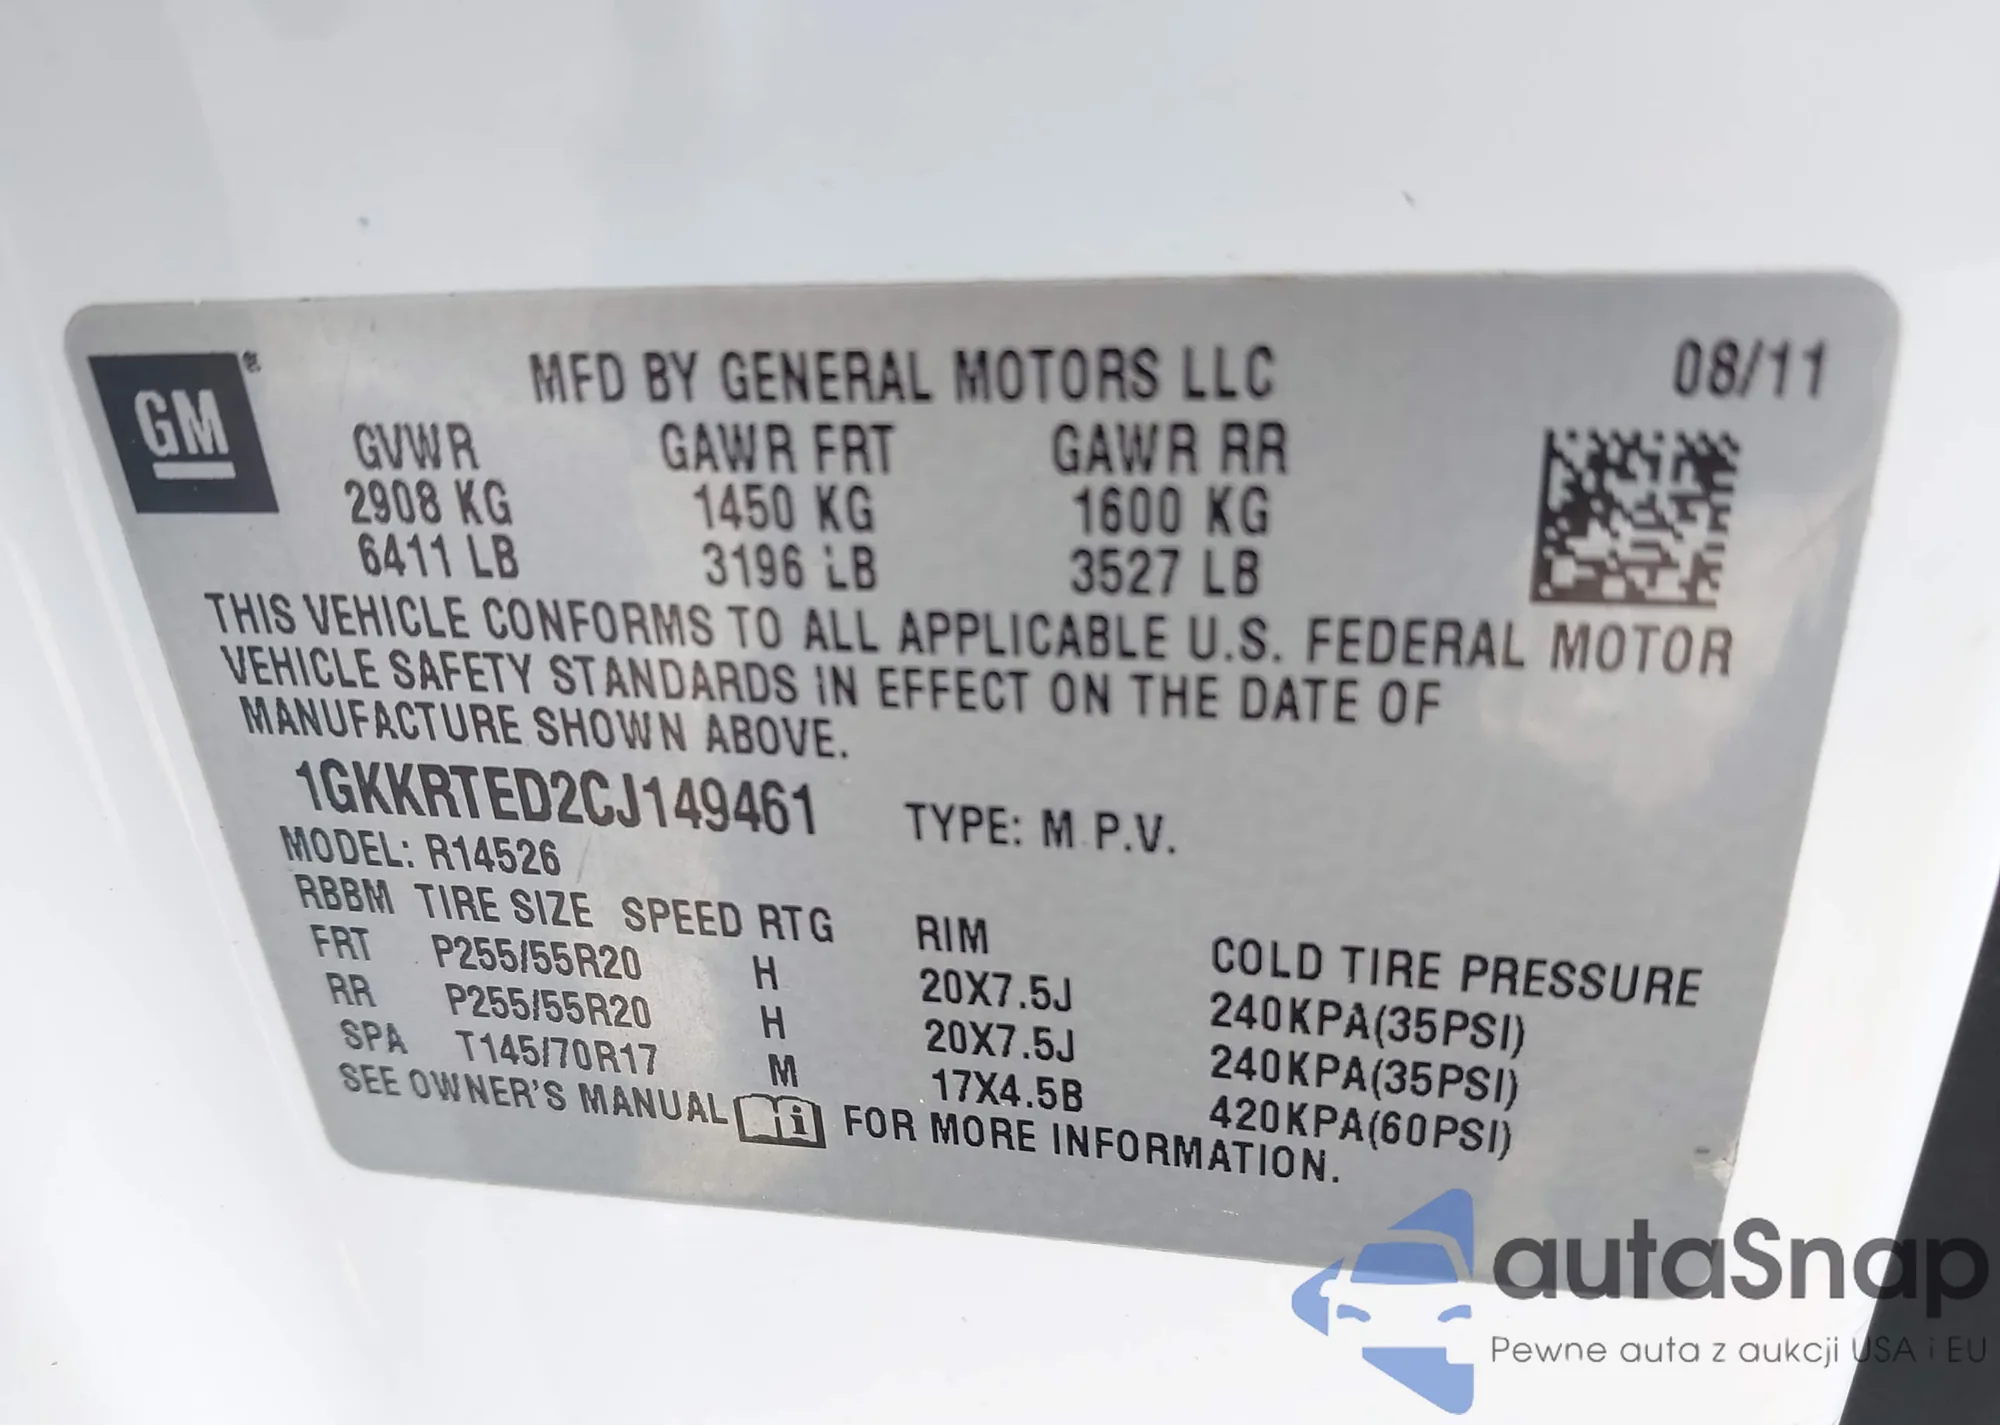 GM®
MFD BY GENERAL MOTORS LLC
08/11
GVWR GAWR FRT GAWR RR
2908 KG 1450 KG 1600 KG
6411 LB 3196 LB 3527 LB
THIS VEHICLE CONFORMS TO ALL APPLICABLE U.S. FEDERAL MOTOR
VEHICLE SAFETY STANDARDS IN EFFECT ON THE DATE OF
MANUFACTURE SHOWN ABOVE.
1GKKRTED2CJ149461 TYPE: M.P.V.
MODEL: R14526
RBBM TIRE SIZE SPEED RTG RIM COLD TIRE PRESSURE
FRT P255/55R20 H 20X7.5J 240KPA(35PSI)
RR P255/55R20 H 20X7.5J 240KPA(35PSI)
SPA T145/70R17 M 17X4.5B 420KPA(60PSI)
SEE OWNER'S MANUAL i FOR MORE INFORMATION.
autaSnap
Pewne auta z aukcji USA i EU